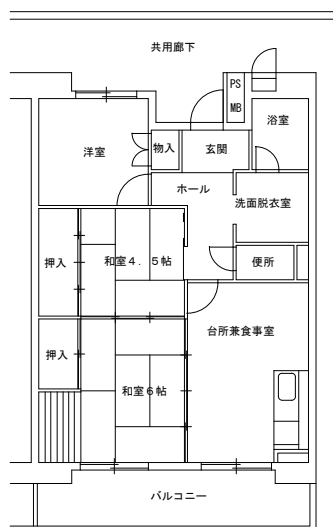 共用廊下
PS
MB
浴室
洋室
物入
玄関
ホール
洗面脱衣室
押入
和室４．５帖
便所
台所兼食事室
押入
和室６帖
バルコニー